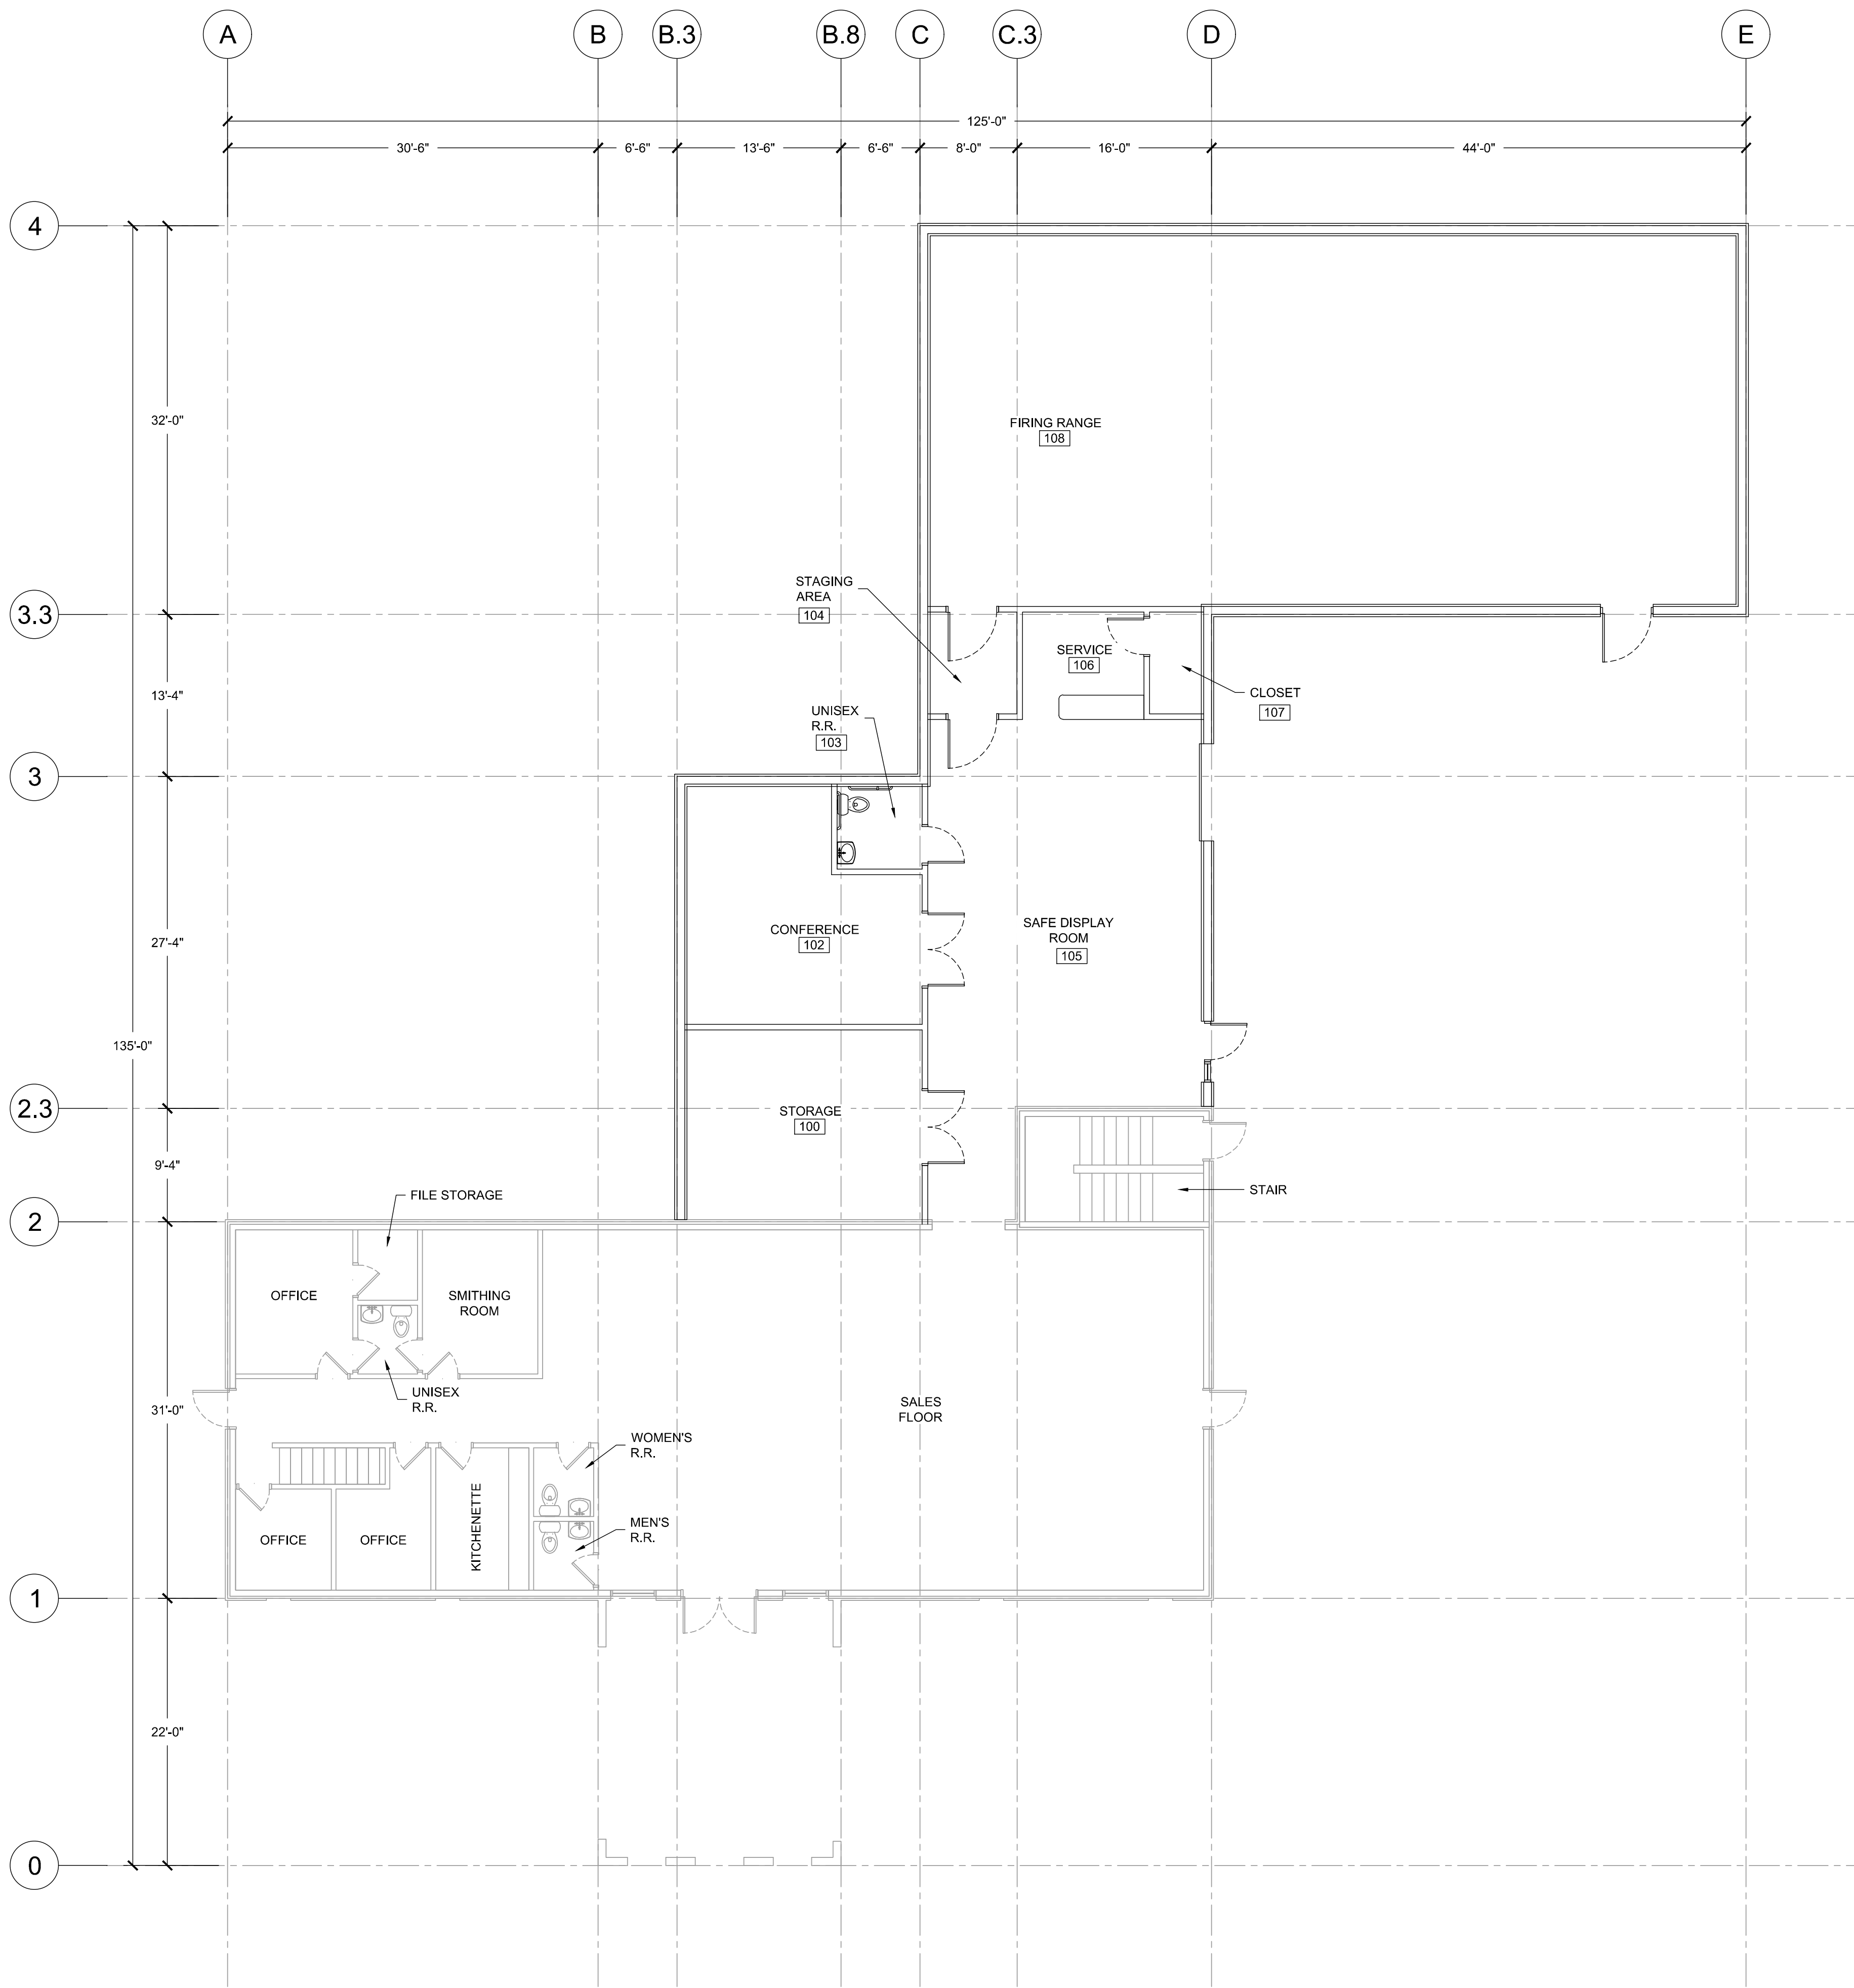 A
B
B.3
B.8
C
C.3
D
E
125'-0"
30'-6"
6'-6"
13'-6"
6'-6"
8'-0"
16'-0"
44'-0"
4
32'-0"
FIRING RANGE
108
STAGING
AREA
104
3.3
SERVICE
106
13'-4"
CLOSET
107
UNISEX
R.R.
103
3
SAFE DISPLAY
ROOM
105
CONFERENCE
102
27'-4"
135'-0"
2.3
STORAGE
100
9'-4"
STAIR
FILE STORAGE
2
OFFICE
SMITHING
ROOM
UNISEX
R.R.
31'-0"
SALES
FLOOR
WOMEN'S
R.R.
MEN'S
R.R.
OFFICE
OFFICE
KITCHENETTE
1
22'-0"
0